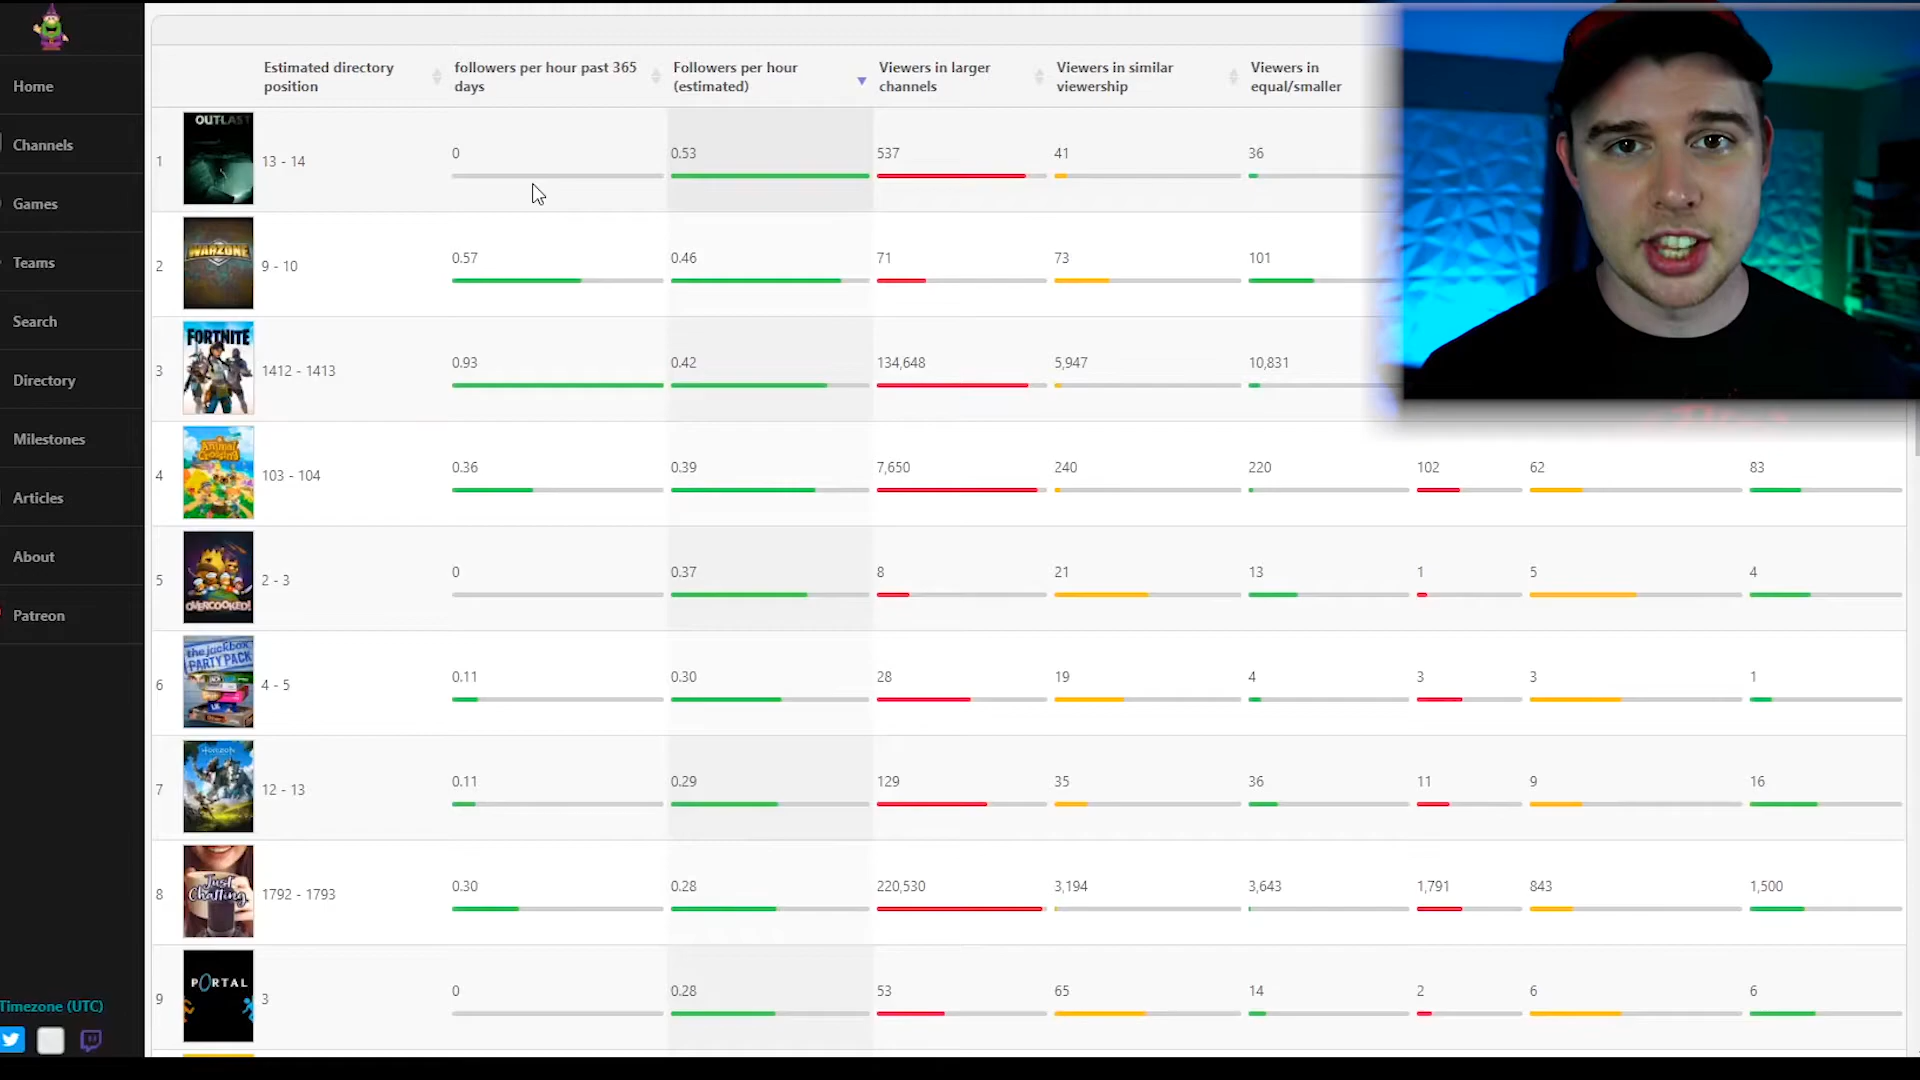 Home
Channels
Games
Teams
Search
Directory
Milestones
Articles
About
Patreon
Timezone (UTC)
Estimated directory
position
followers per hour past 365
days
Followers per hour
(estimated)
Viewers in larger
channels
Viewers in similar
viewership
Viewers in
equal/smaller
1 OUTLAST 13 - 14 0 0.53 537 41 36
2 WARZONE 9 - 10 0.57 0.46 71 73 101
3 FORTNITE 1412 - 1413 0.93 0.42 134,648 5,947 10,831
4 Animal Crossing 103 - 104 0.36 0.39 7,650 240 220 102 62 83
5 OVERCOOKED! 2 - 3 0 0.37 8 21 13 1 5 4
6 the jackbox PARTY PACK 4 - 5 0.11 0.30 28 19 4 3 3 1
7 HORIZON 12 - 13 0.11 0.29 129 35 36 11 9 16
8 Just Chatting 1792 - 1793 0.30 0.28 220,530 3,194 3,643 1,791 843 1,500
9 PORTAL 3 0 0.28 53 65 14 2 6 6